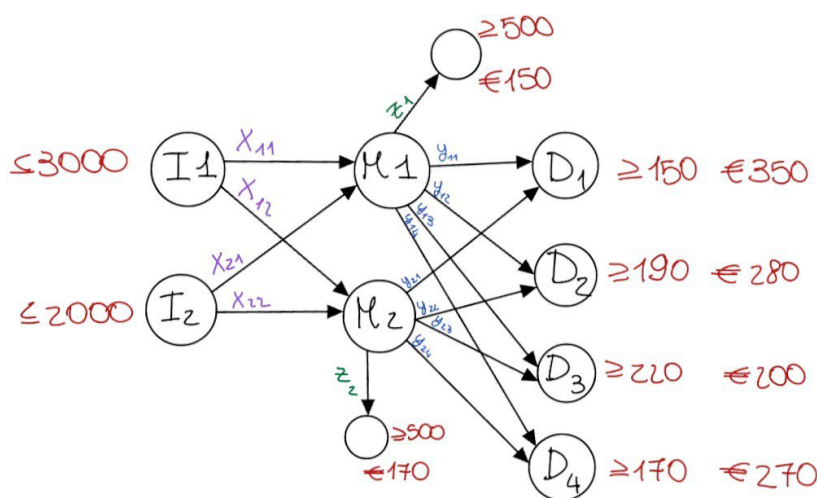 ≥500
€150
z1
≤3000
I1
X11
M1
y11
D1
≥150 €350
X12
y12
y13
y14
X21
y21
D2
≥190 €280
≤2000
I2
X22
M2
y22
y23
y24
z2
D3
≥220 €200
≥500
€170
D4
≥170 €270